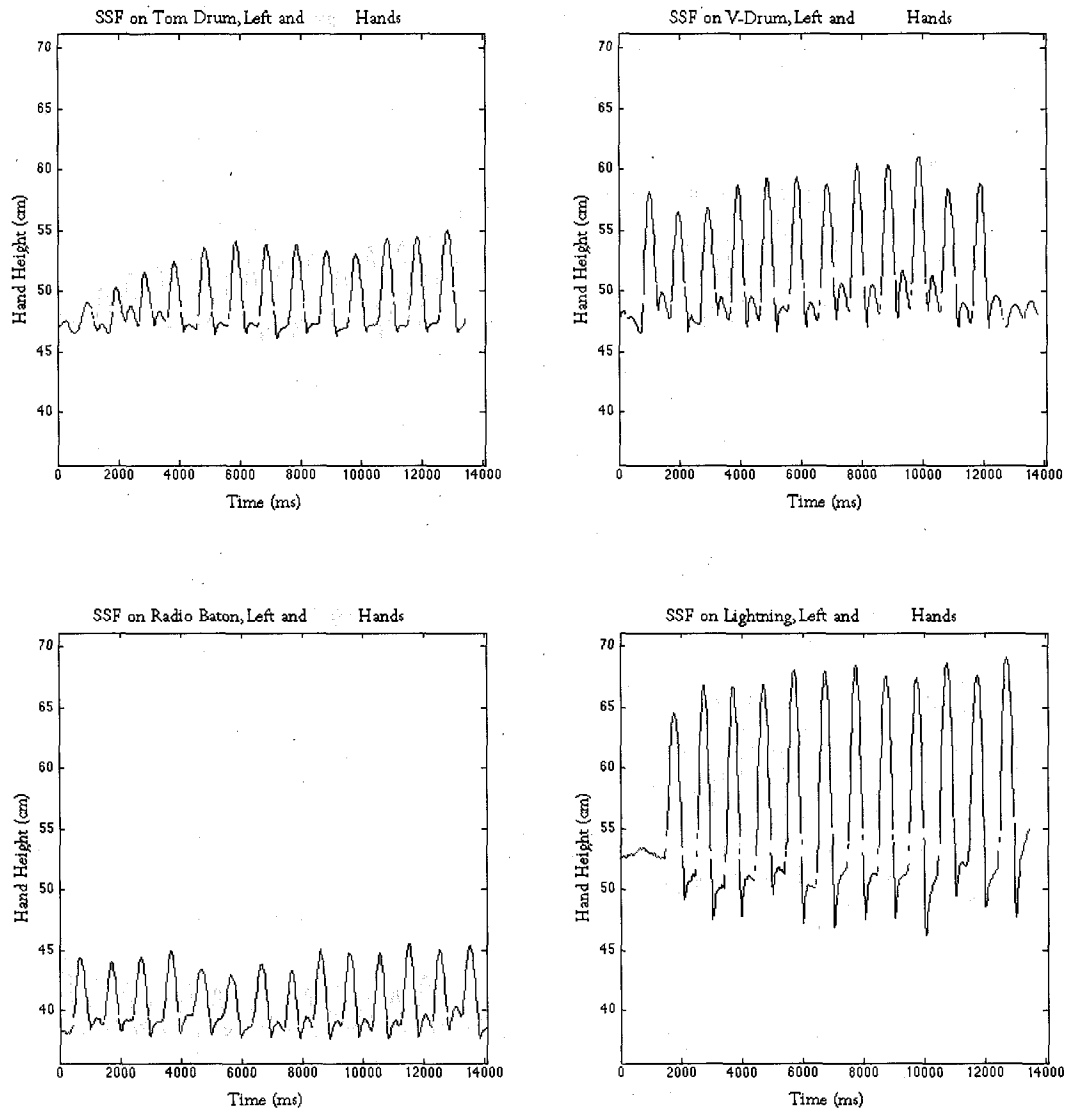 SSF on Tom Drum, Left and Hands
70
65
60
55
50
45
40
Hand Height (cm)
0 2000 4000 6000 8000 10000 12000 14000
Time (ms)
SSF on V-Drum, Left and Hands
70
65
60
55
50
45
40
Hand Height (cm)
0 2000 4000 6000 8000 10000 12000 14000
Time (ms)
SSF on Radio Baton, Left and Hands
70
65
60
55
50
45
40
Hand Height (cm)
0 2000 4000 6000 8000 10000 12000 14000
Time (ms)
SSF on Lightning, Left and Hands
70
65
60
55
50
45
40
Hand Height (cm)
0 2000 4000 6000 8000 10000 12000 14000
Time (ms)